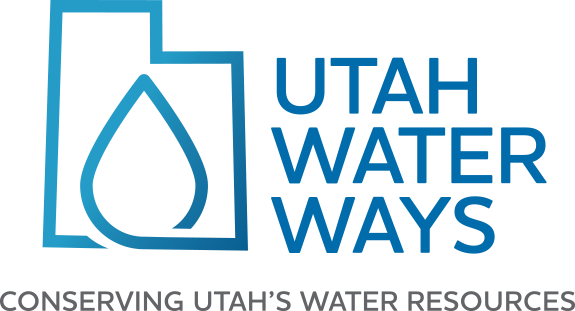 UTAH
WATER
WAYS
CONSERVING UTAH'S WATER RESOURCES